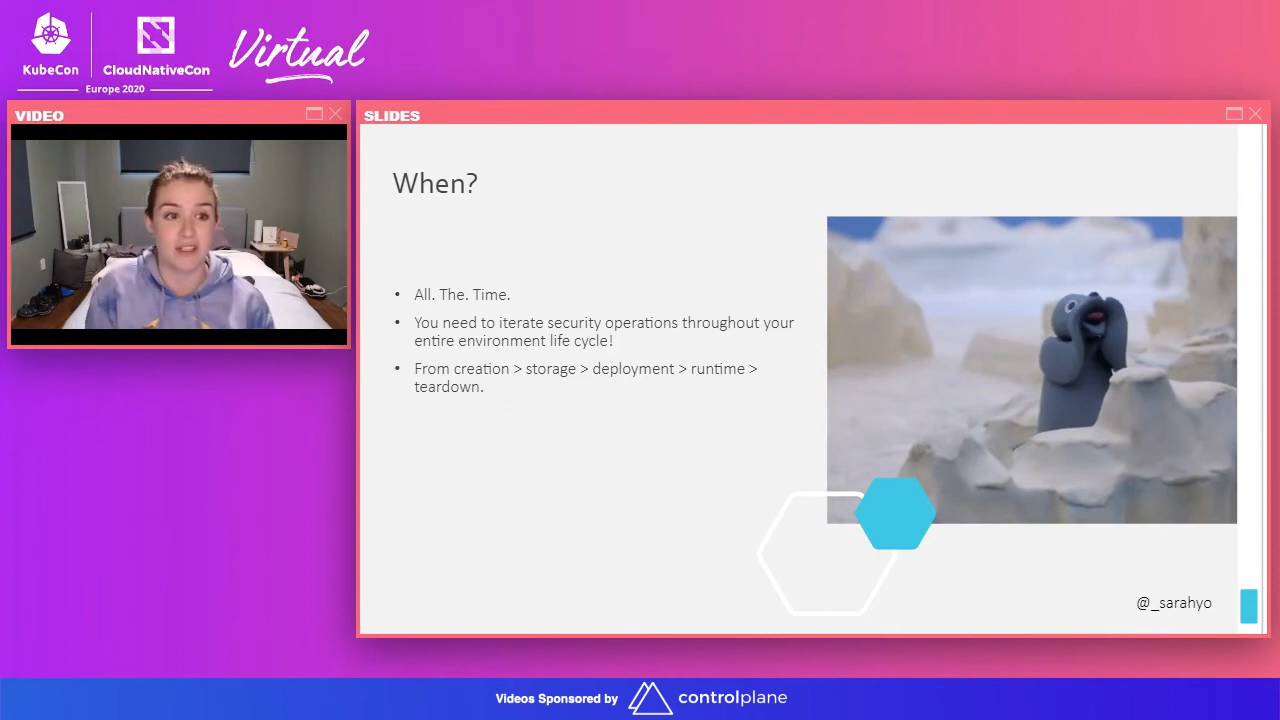 KubeCon
CloudNativeCon
Europe 2020
Virtual
VIDEO
SLIDES
When?
• All. The. Time.
• You need to iterate security operations throughout your
entire environment life cycle!
• From creation > storage > deployment > runtime >
teardown.
@_sarahyo
Videos Sponsored by
controlplane